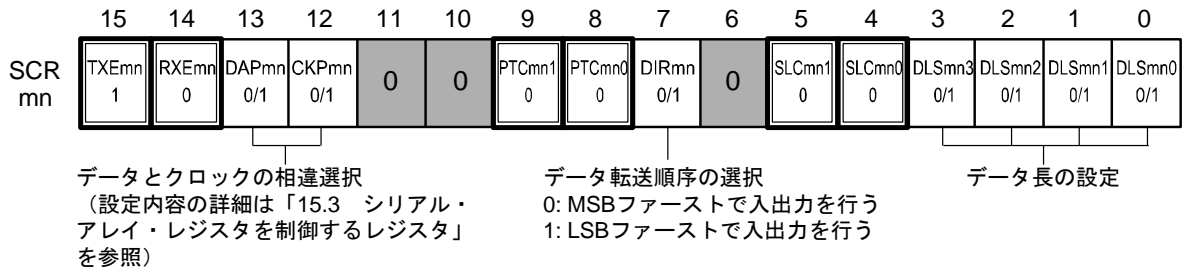 15 14 13 12 11 10 9 8 7 6 5 4 3 2 1 0
SCR
mn
TXEmn RXEmn DAPmn CKPmn 0 0 PTCmn1 PTCmn0 DIRmn 0 SLCmn1 SLCmn0 DLSmn3 DLSmn2 DLSmn1 DLSmn0
1 0 0/1 0/1 0 0 0/1 0 0 0/1 0/1 0/1 0/1
データとクロックの相違選択
（設定内容の詳細は「15.3　シリアル・
アレイ・レジスタを制御するレジスタ」
を参照）
データ転送順序の選択
0: MSBファーストで入出力を行う
1: LSBファーストで入出力を行う
データ長の設定